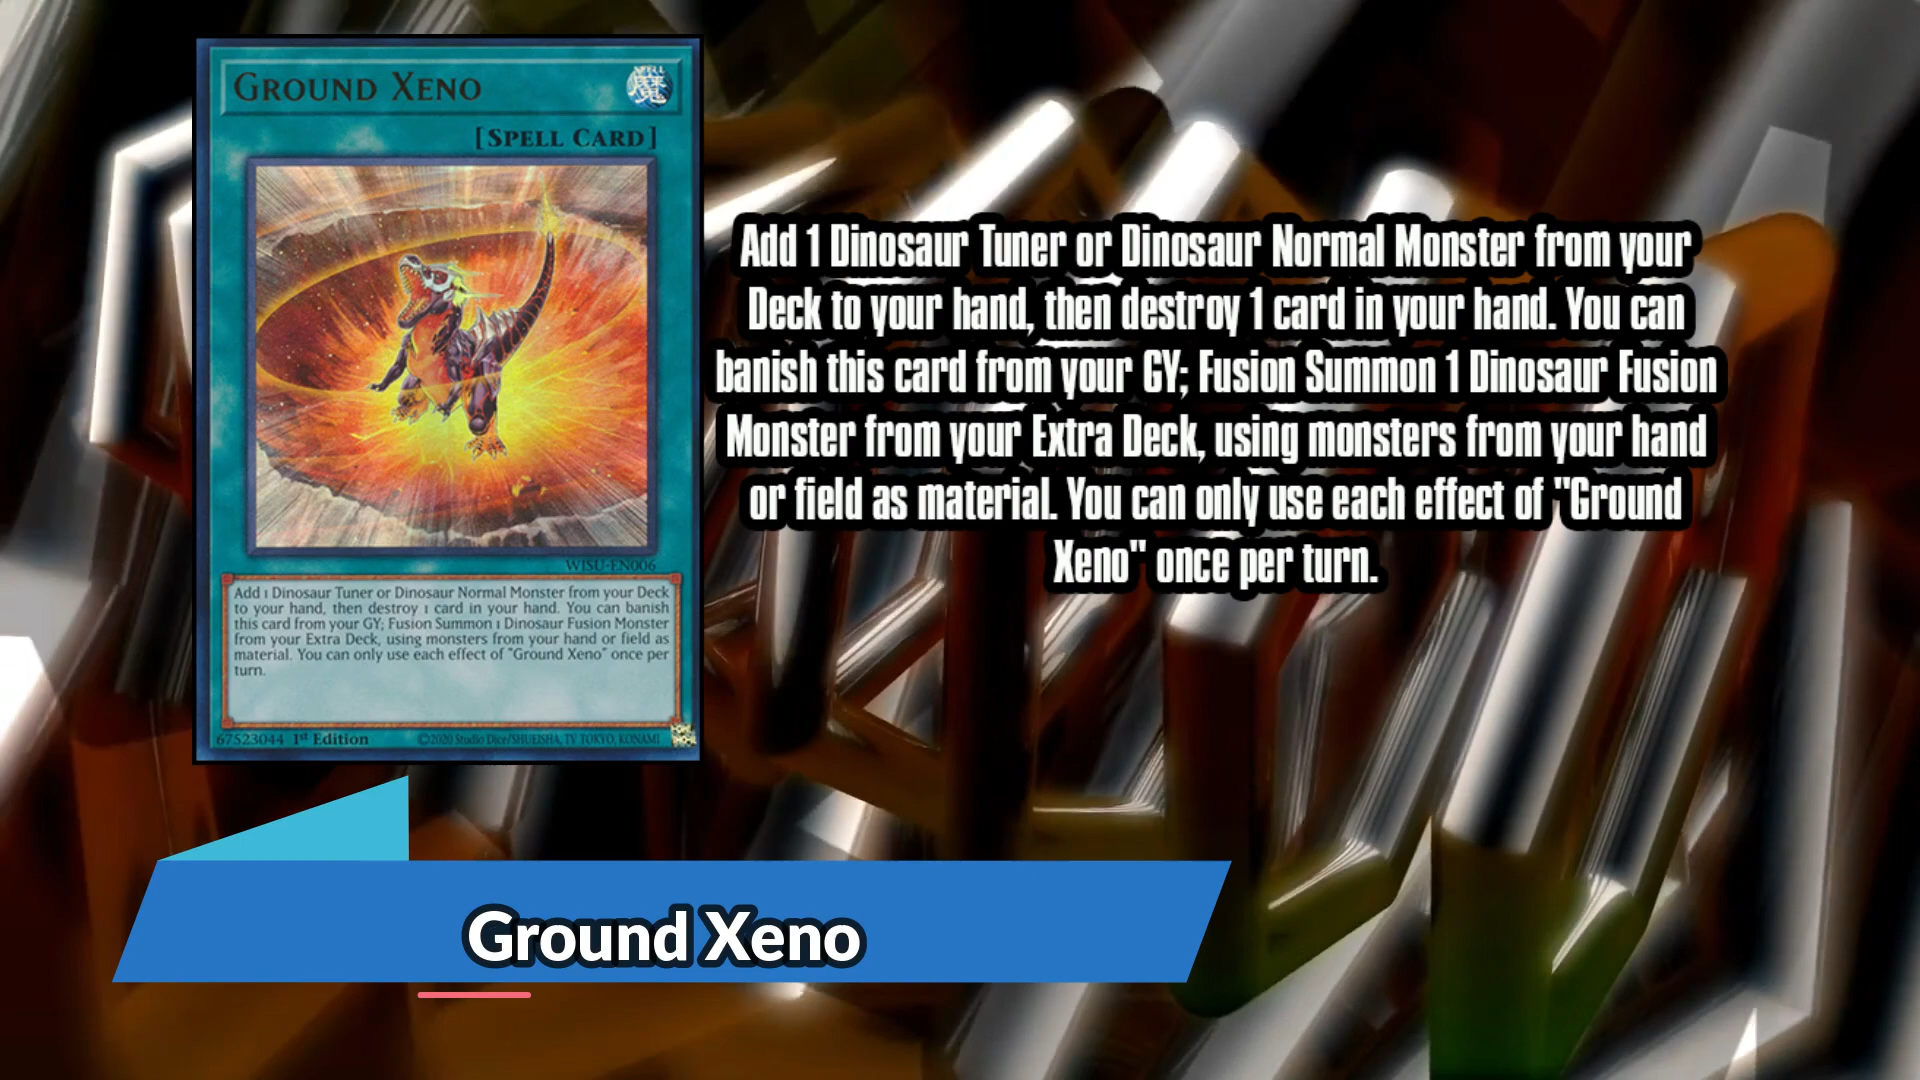 GROUND XENO
SPELL
魔
[SPELL CARD]
WISU-EN006
Add 1 Dinosaur Tuner or Dinosaur Normal Monster from your Deck
to your hand, then destroy 1 card in your hand. You can banish
this card from your GY; Fusion Summon 1 Dinosaur Fusion Monster
from your Extra Deck, using monsters from your hand or field as
material. You can only use each effect of "Ground Xeno" once per
turn.
67523044 1st Edition ©2020 Studio Dice/SHUEISHA, TV TOKYO, KONAMI
Add 1 Dinosaur Tuner or Dinosaur Normal Monster from your
Deck to your hand, then destroy 1 card in your hand. You can
banish this card from your GY; Fusion Summon 1 Dinosaur Fusion
Monster from your Extra Deck, using monsters from your hand
or field as material. You can only use each effect of "Ground
Xeno" once per turn.
Ground Xeno